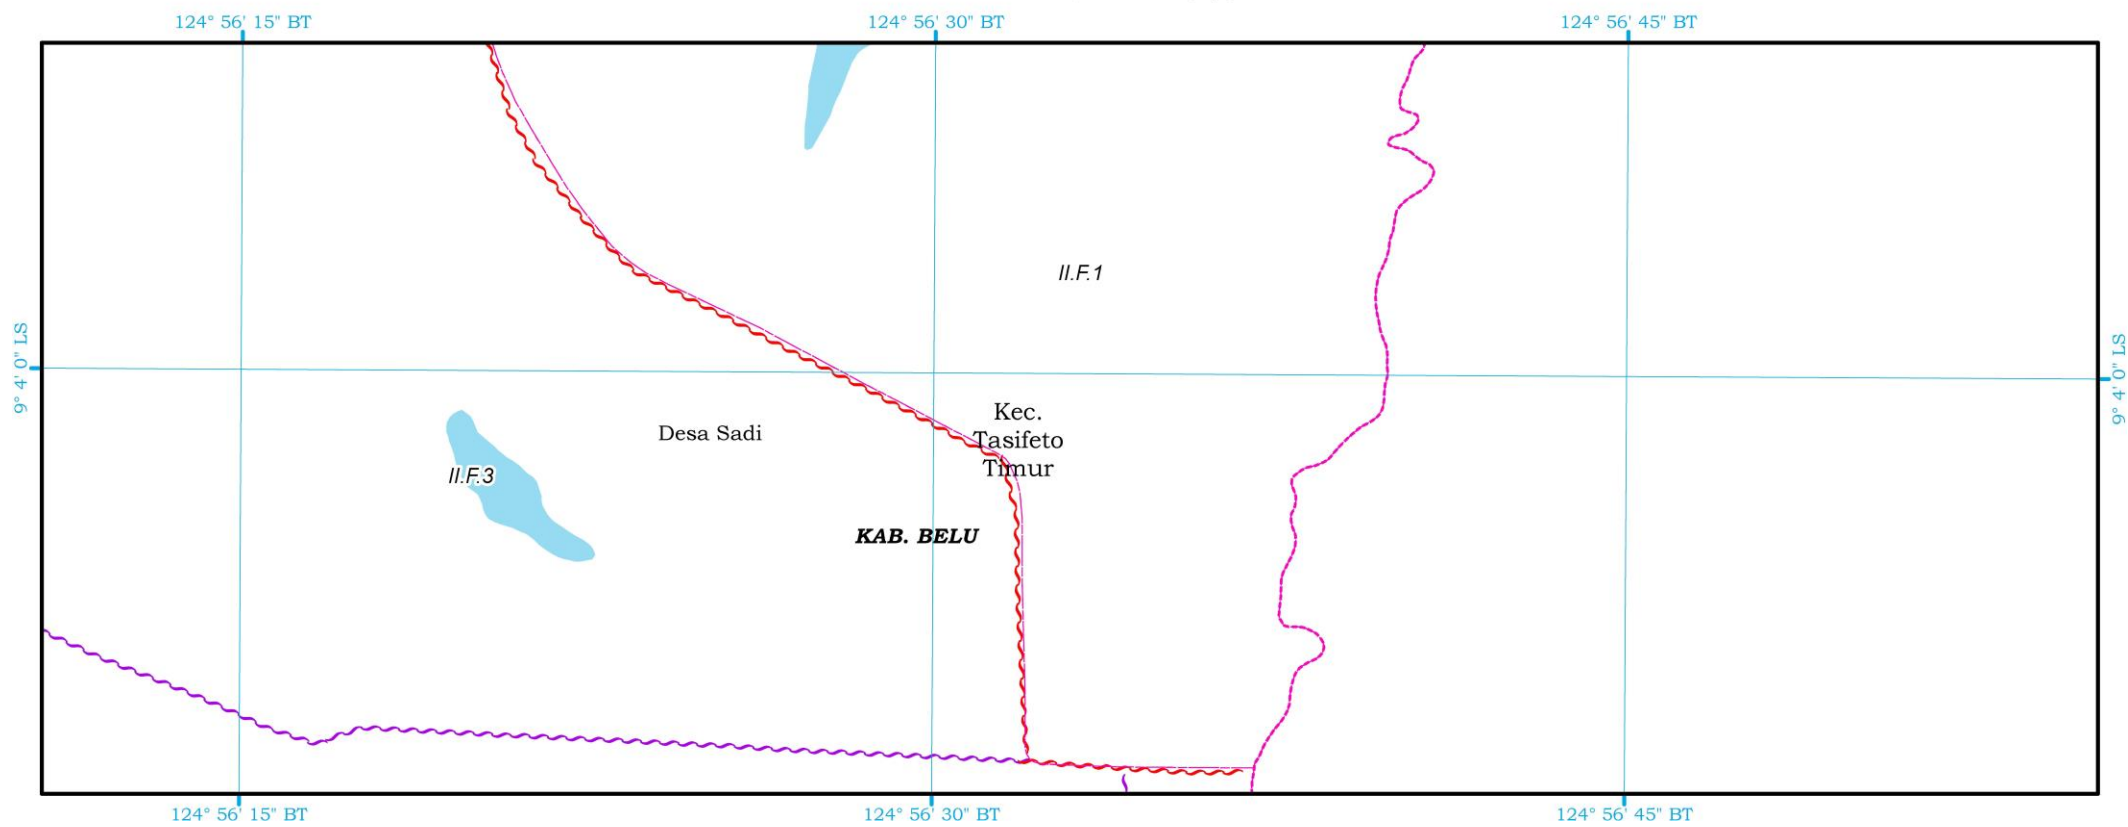 124° 56' 15" BT
124° 56' 30" BT
124° 56' 45" BT
II.F.1
9° 4' 0" LS
9° 4' 0" LS
Kec.
Tasifeto
Timur
Desa Sadi
II.F.3
KAB. BELU
124° 56' 15" BT
124° 56' 30" BT
124° 56' 45" BT